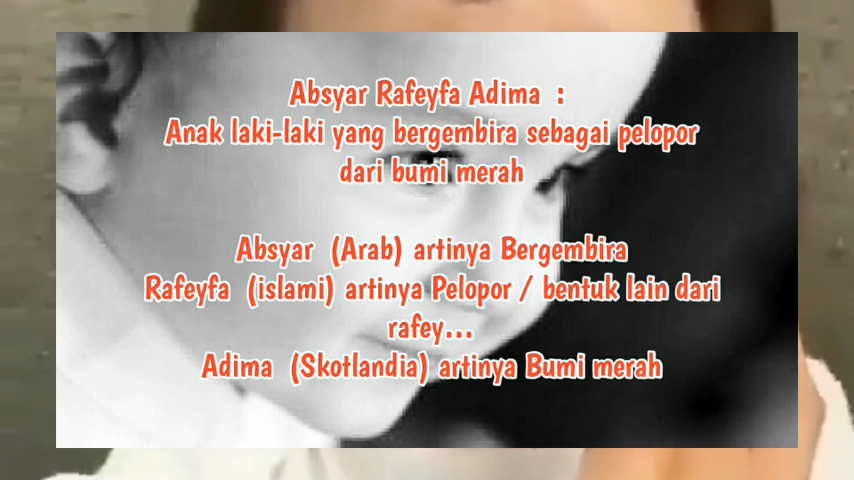 Absyar Rafeyfa Adima :
Anak laki-laki yang bergembira sebagai pelopor
dari bumi merah
Absyar (Arab) artinya Bergembira
Rafeyfa (islami) artinya Pelopor / bentuk lain dari
rafey...
Adima (Skotlandia) artinya Bumi merah